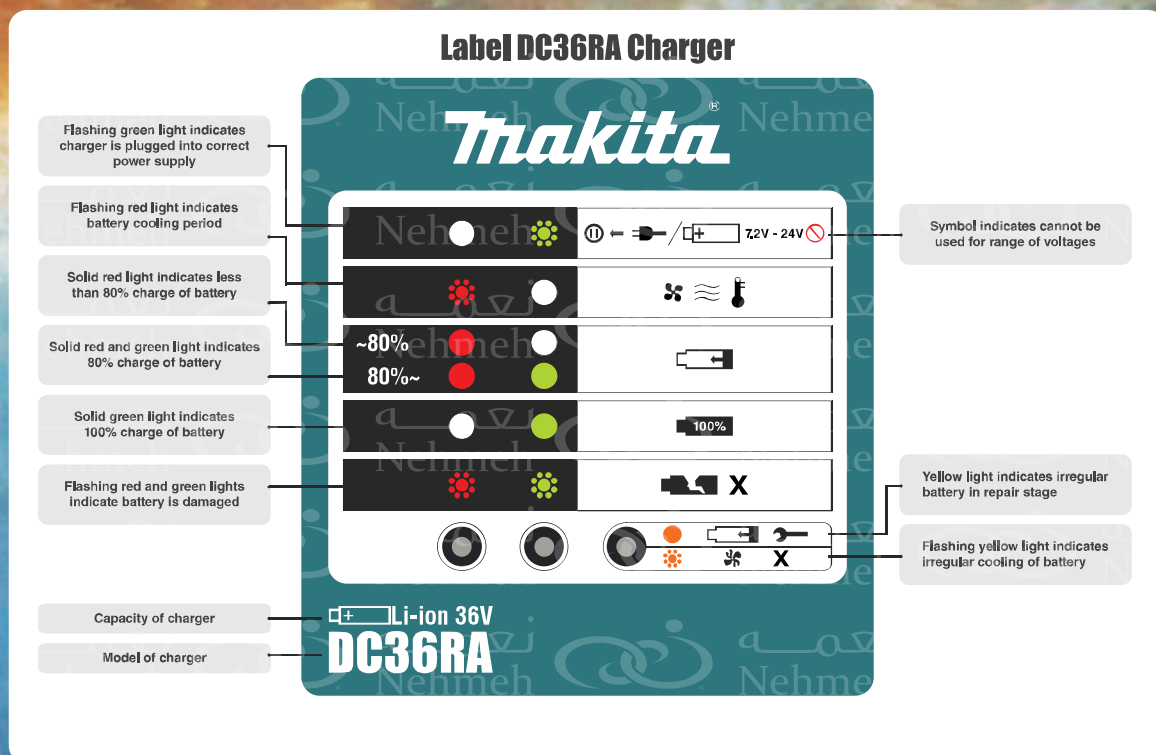 Label DC36RA Charger
Makita®
Flashing green light indicates
charger is plugged into correct
power supply
Flashing red light indicates
battery cooling period
Solid red light indicates less
than 80% charge of battery
Solid red and green light indicates
80% charge of battery
Solid green light indicates
100% charge of battery
Flashing red and green lights
indicate battery is damaged
Capacity of charger
Model of charger
+ 7.2V - 24V
~80%
80%~
100%
X
X
+ Li-ion 36V
DC36RA
Symbol indicates cannot be
used for range of voltages
Yellow light indicates irregular
battery in repair stage
Flashing yellow light indicates
irregular cooling of battery
نعمه Nehmeh